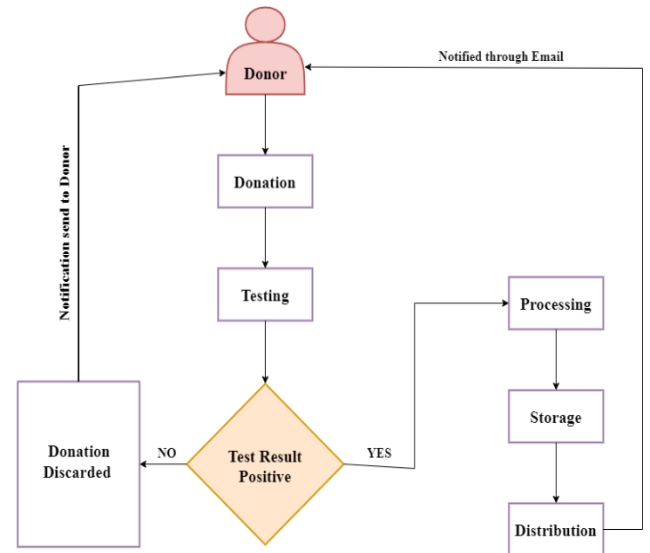 Notified through Email
Donor
Notification send to Donor
Donation
Testing
Processing
Storage
Donation
Discarded
NO
Test Result
Positive
YES
Distribution